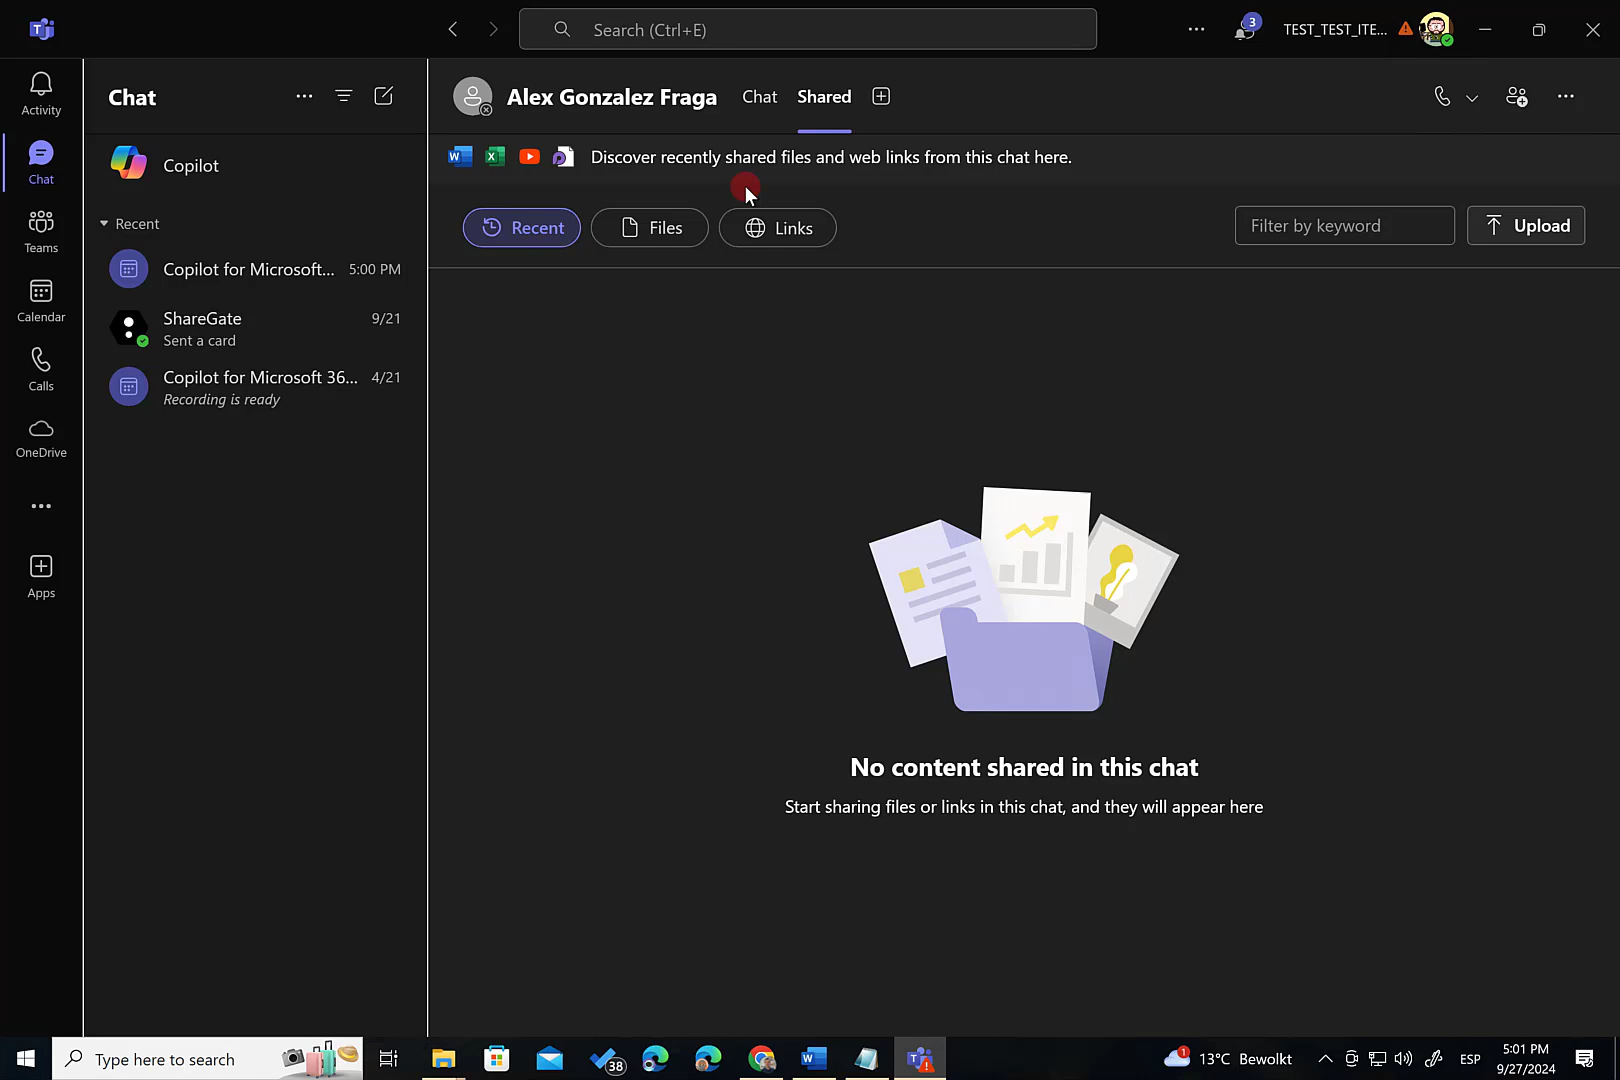 Search (Ctrl+E)
3
TEST_TEST_ITE...
Activity
Chat
Teams
Calendar
Calls
OneDrive
Apps
Chat
Copilot
Recent
Copilot for Microsoft... 5:00 PM
ShareGate 9/21
Sent a card
Copilot for Microsoft 36... 4/21
Recording is ready
Alex Gonzalez Fraga Chat Shared
Discover recently shared files and web links from this chat here.
Recent Files Links Filter by keyword Upload
No content shared in this chat
Start sharing files or links in this chat, and they will appear here
Type here to search
38
1
13°C Bewolkt
ESP
5:01 PM
9/27/2024